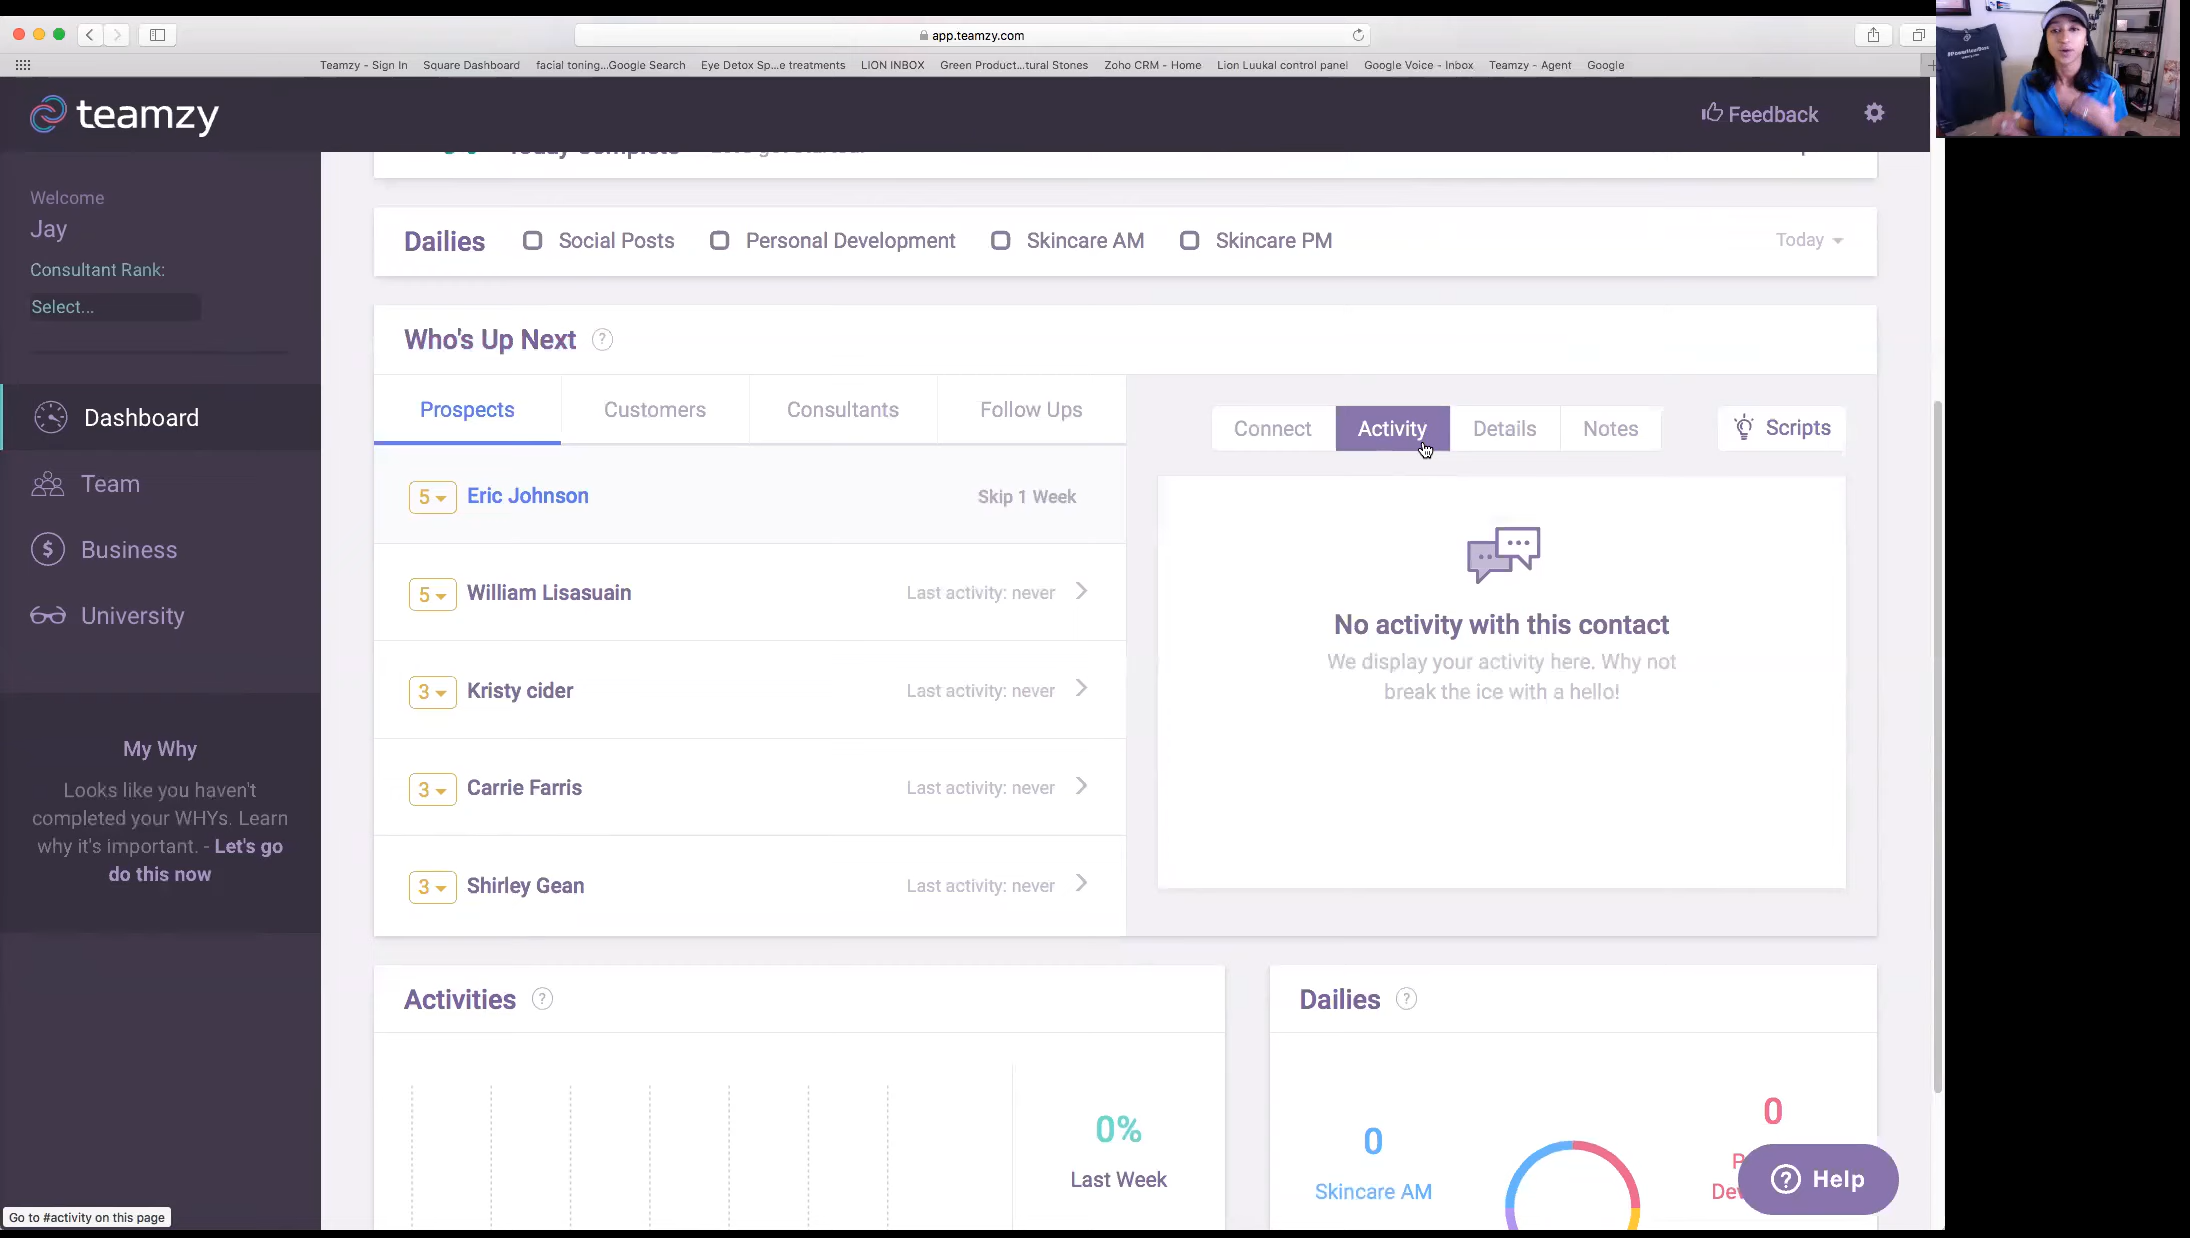 app.teamzy.com
Teamzy - Sign In
Square Dashboard
facial toning...Google Search
Eye Detox Sp...e treatments
LION INBOX
Green Product...tural Stones
Zoho CRM - Home
Lion Luukal control panel
Google Voice - Inbox
Teamzy - Agent
Google
teamzy
Feedback
Welcome
Jay
Consultant Rank:
Select...
Dashboard
Team
Business
University
My Why
Looks like you haven't
completed your WHYs. Learn
why it's important. - Let's go
do this now
Dailies
Social Posts
Personal Development
Skincare AM
Skincare PM
Today
Who's Up Next ?
Prospects
Customers
Consultants
Follow Ups
5 Eric Johnson Skip 1 Week
5 William Lisasuain Last activity: never
3 Kristy cider Last activity: never
3 Carrie Farris Last activity: never
3 Shirley Gean Last activity: never
Connect
Activity
Details
Notes
Scripts
No activity with this contact
We display your activity here. Why not
break the ice with a hello!
Activities ?
0%
Last Week
Dailies ?
0
Skincare AM
0
? Help
Go to #activity on this page